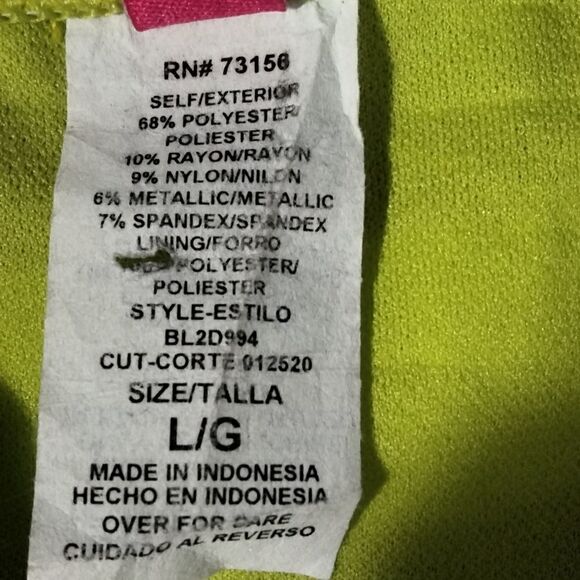 RN# 73156
SELF/EXTERIOR
68% POLYESTER/
POLIESTER
10% RAYON/RAYON
9% NYLON/NILON
6% METALLIC/METALLIC
7% SPANDEX/SPANDEX
LINING/FORRO
POLYESTER/
POLIESTER
STYLE-ESTILO
BL2D994
CUT-CORTE 012520
SIZE/TALLA
L/G
MADE IN INDONESIA
HECHO EN INDONESIA
OVER FOR CARE
CUIDADO AL REVERSO